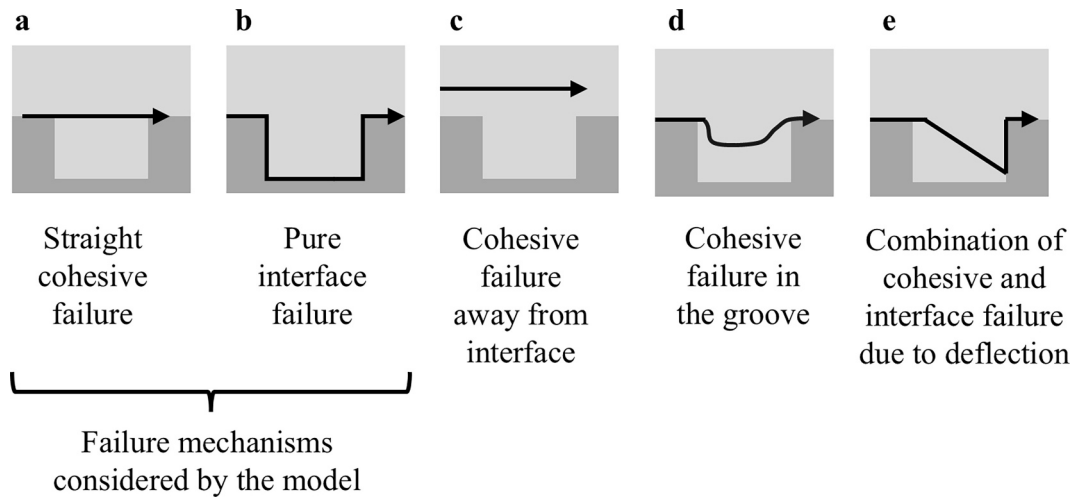 a
b
c
d
e
Straight
cohesive
failure
Pure
interface
failure
Cohesive
failure
away from
interface
Cohesive
failure in
the groove
Combination of
cohesive and
interface failure
due to deflection
Failure mechanisms
considered by the model